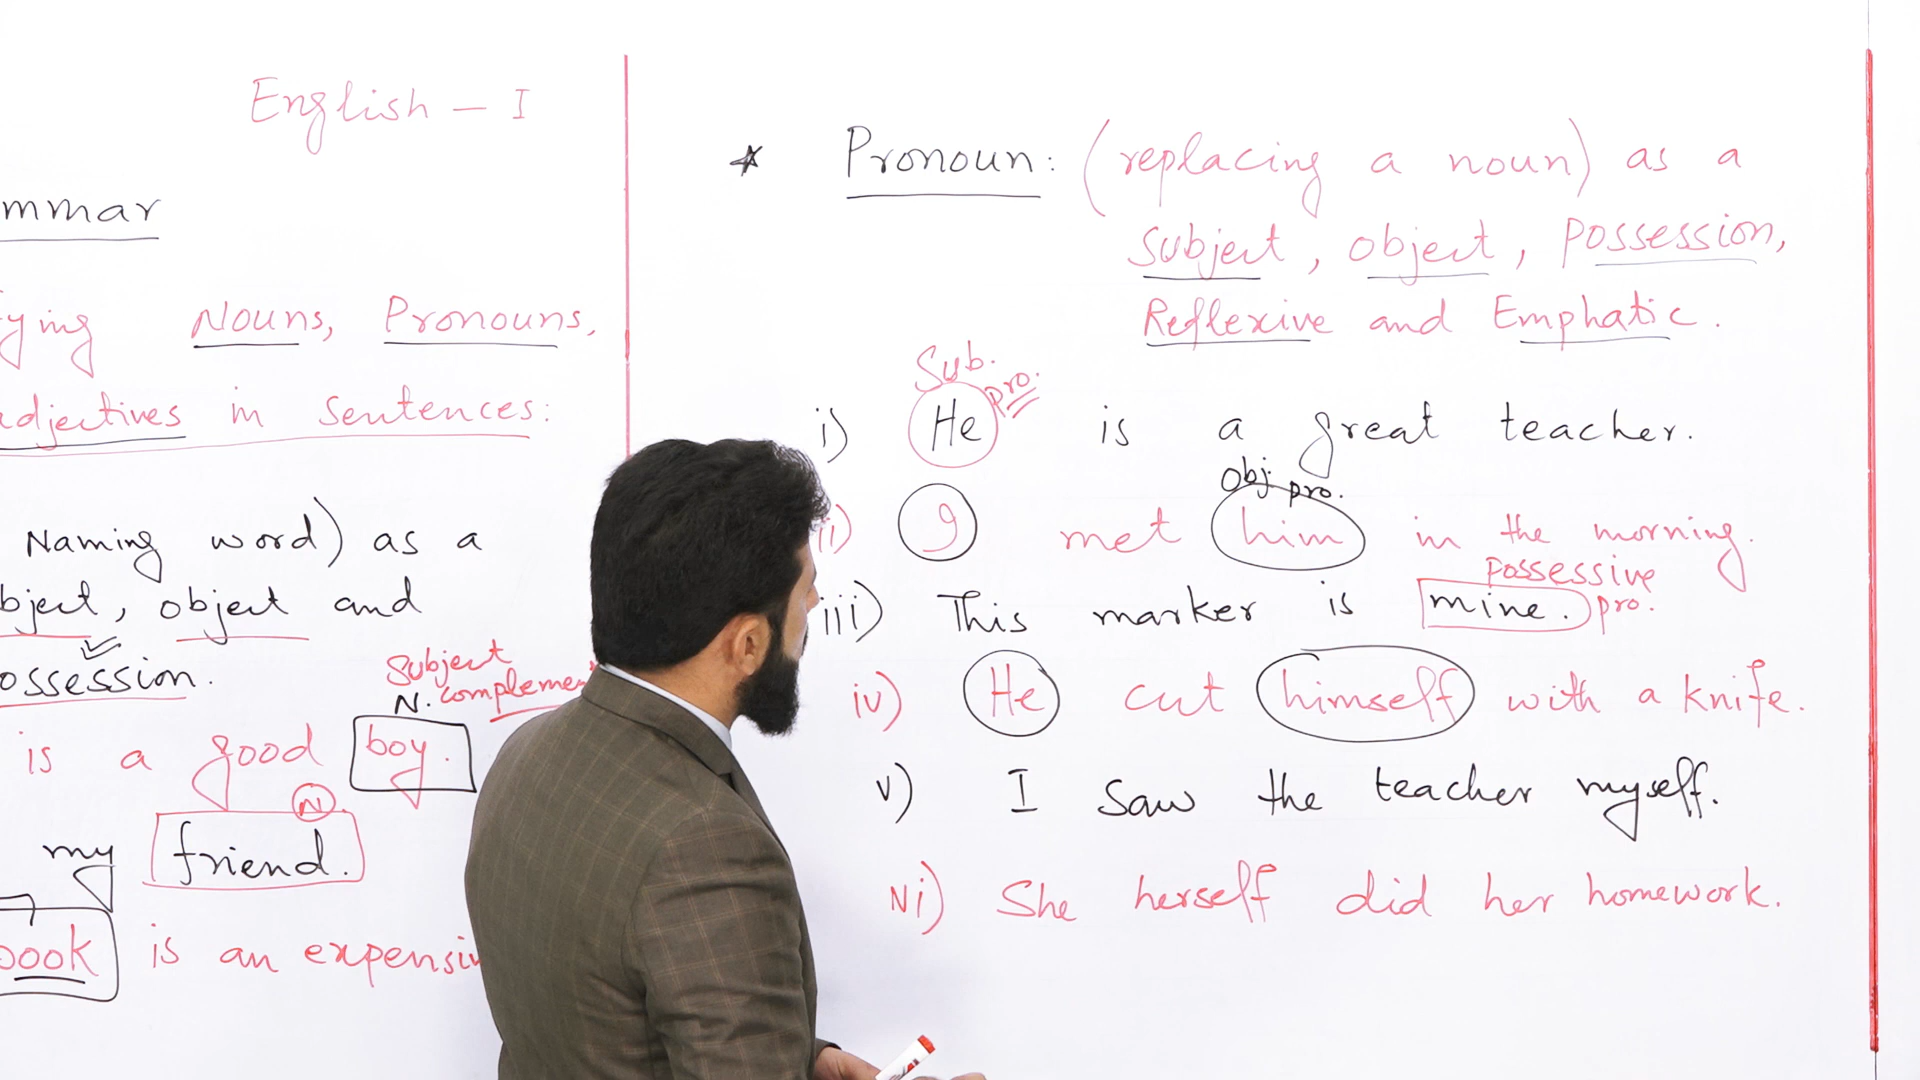 English – I
mmar
ying Nouns, Pronouns,
adjectives in sentences:
Naming word) as a
bject, object and
ossession.
Subject
N. complemen
is a good boy.
N
my friend.
book is an expensiv
* Pronoun: (replacing a noun) as a
Subject, object, possession,
Reflexive and Emphatic.
Sub.
pro.
i) He is a great teacher.
obj. pro.
ii) I met him in the morning.
possessive
iii) This marker is mine. pro.
iv) He cut himself with a knife.
v) I saw the teacher myself.
vi) She herself did her homework.